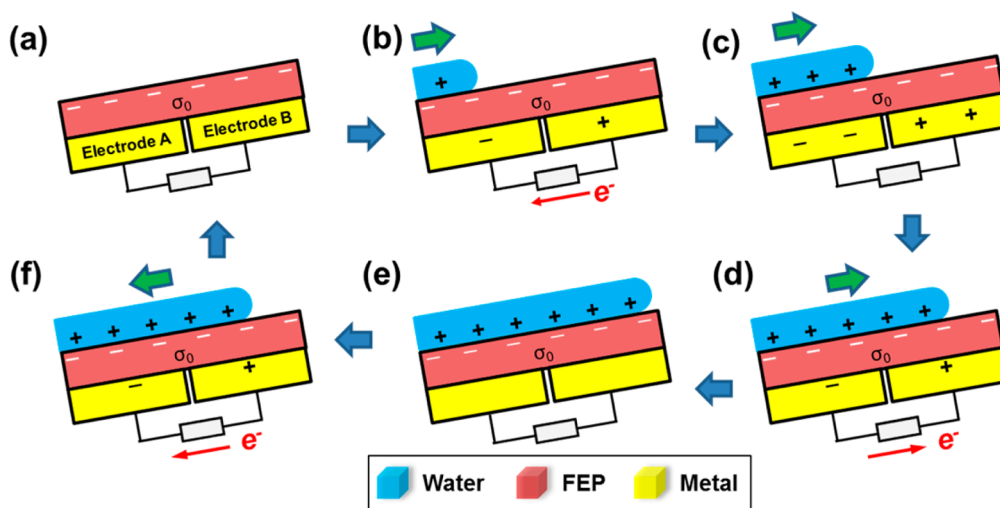 (a)
σ₀
Electrode A
Electrode B
(b)
+
σ₀
−
+
e⁻
(c)
+ + +
σ₀
− −
+ +
(d)
+ + + + +
σ₀
−
+
e⁻
(e)
+ + + + + +
σ₀
(f)
+ + + + +
σ₀
−
+
e⁻
Water FEP Metal